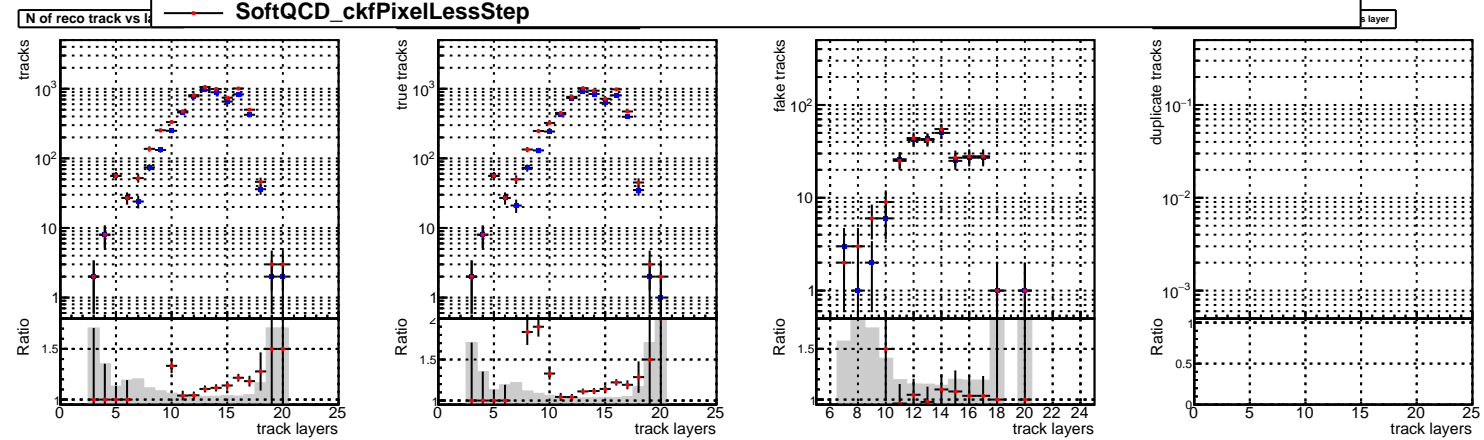 SoftQCD_ckfPixelLessStep
N of reco track vs
layer
tracks
10³
10²
10
1
Ratio
1.5
1
0 5 10 15 20 25
track layers
true tracks
10³
10²
10
1
Ratio
2
1.5
1
0 5 10 15 20 25
track layers
fake tracks
10²
10
1
Ratio
1.5
1
6 8 10 12 14 16 18 20 22 24
track layers
duplicate tracks
10⁻¹
10⁻²
10⁻³
Ratio
1
0.5
0
0 5 10 15 20 25
track layers